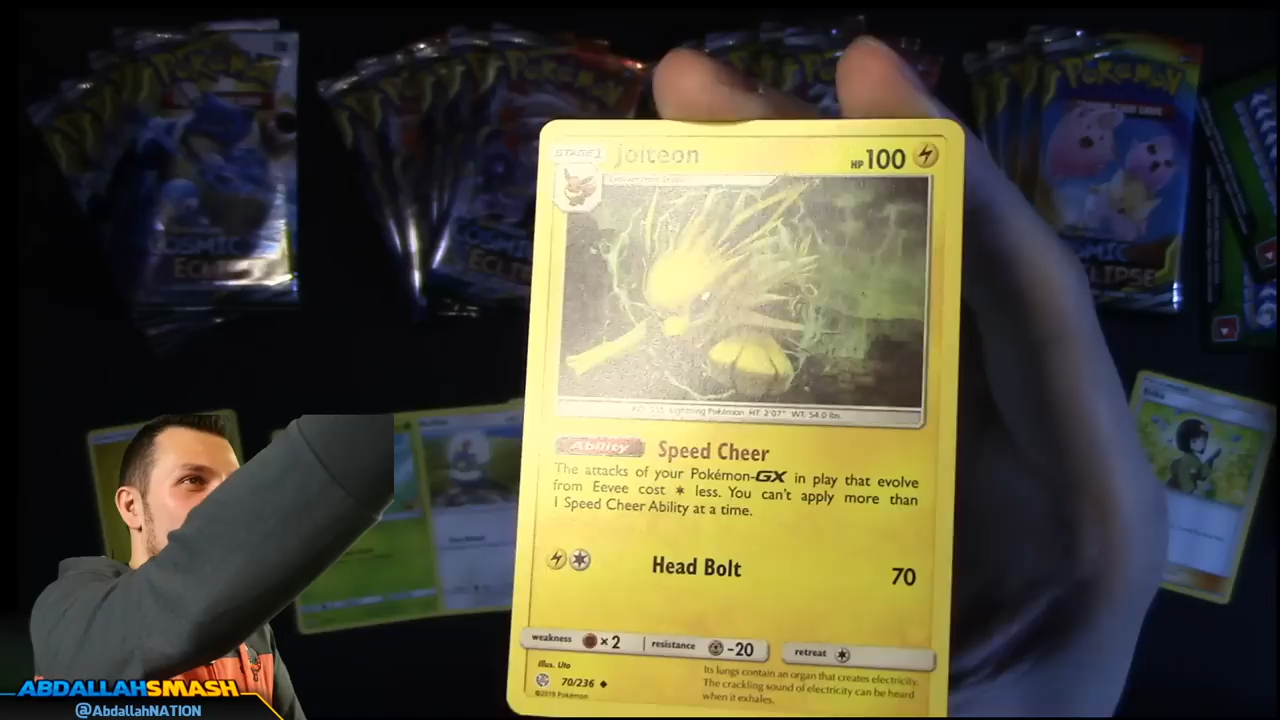 POKÉMON
COSMIC
ECLIPSE
POKÉMON
COSMIC
ECLIPSE
POKÉMON
COSMIC
ECLIPSE
STAGE 1
Jolteon
HP 100
NO. 135 Lightning Pokémon HT: 2'07" WT: 54.0 lbs.
Ability Speed Cheer
The attacks of your Pokémon-GX in play that evolve
from Eevee cost less. You can't apply more than
1 Speed Cheer Ability at a time.
Head Bolt 70
weakness ×2 resistance -20 retreat
Illus. Uto
70/236
©2019 Pokémon
Its lungs contain an organ that creates electricity.
The crackling sound of electricity can be heard
when it exhales.
ABDALLAHSMASH
@AbdallahNATION